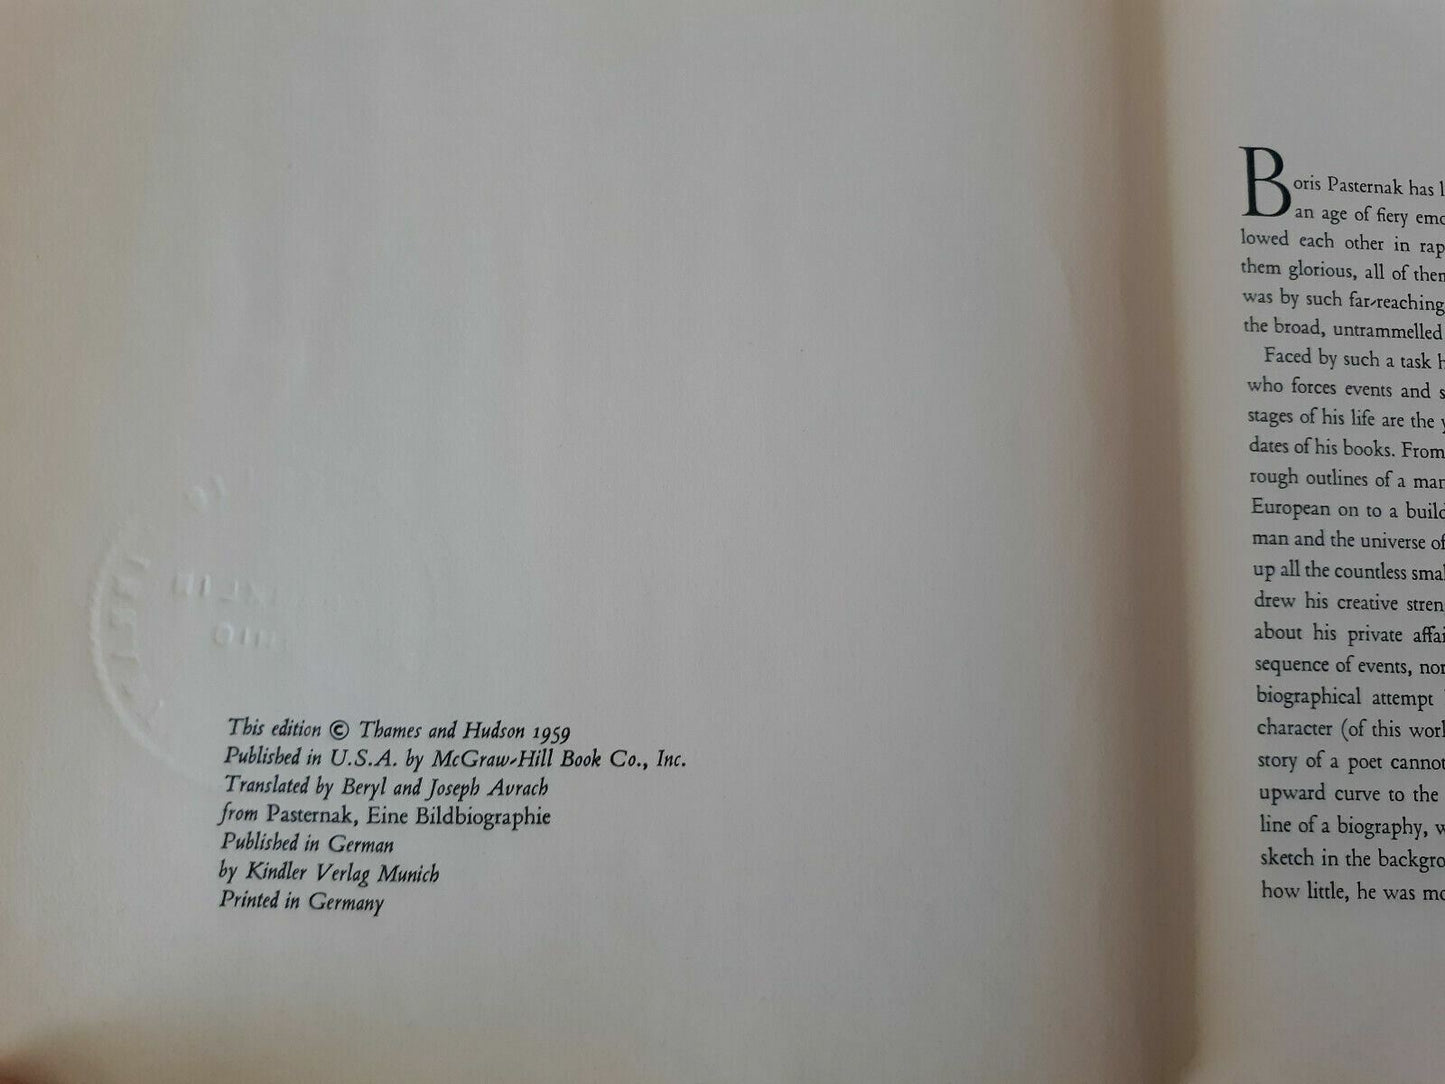 This edition © Thames and Hudson 1959
Published in U.S.A. by McGraw-Hill Book Co., Inc.
Translated by Beryl and Joseph Avrach
from Pasternak, Eine Bildbiographie
Published in German
by Kindler Verlag Munich
Printed in Germany
Boris Pasternak has
an age of fiery
lowed each other in
them glorious, all of
was by such far-reaching
the broad, untrammelled
Faced by such a task
who forces events and
stages of his life are the
dates of his books. From
rough outlines of a
European on to a
man and the universe of
up all the countless
drew his creative
about his private
sequence of events, nor
biographical attempt
character (of this
story of a poet
upward curve to the
line of a biography,
sketch in the
how little, he was